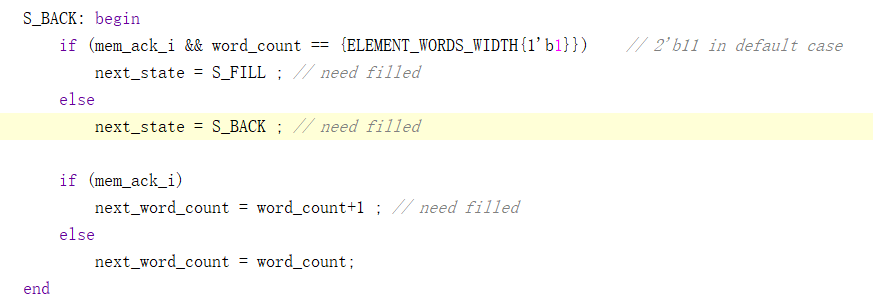 S_BACK: begin
if (mem_ack_i && word_count == {ELEMENT_WORDS_WIDTH{1'b1}}) // 2'b11 in default case
next_state = S_FILL ; // need filled
else
next_state = S_BACK ; // need filled
if (mem_ack_i)
next_word_count = word_count+1 ; // need filled
else
next_word_count = word_count;
end